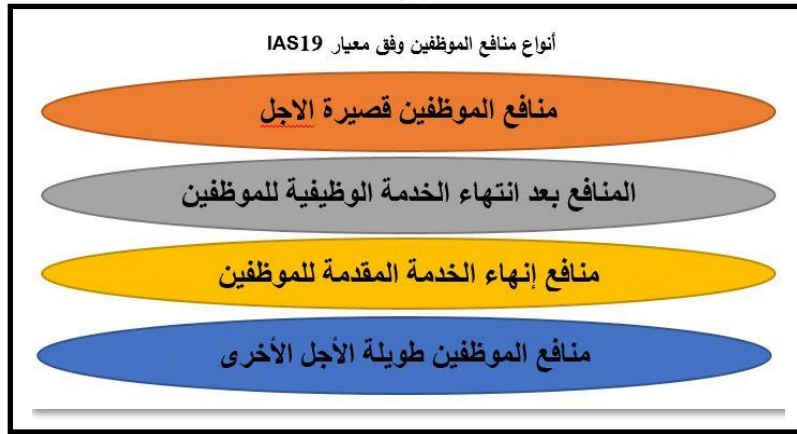 أنواع منافع الموظفين وفق معيار IAS19
منافع الموظفين قصيرة الاجل
المنافع بعد انتهاء الخدمة الوظيفية للموظفين
منافع إنهاء الخدمة المقدمة للموظفين
منافع الموظفين طويلة الأجل الأخرى